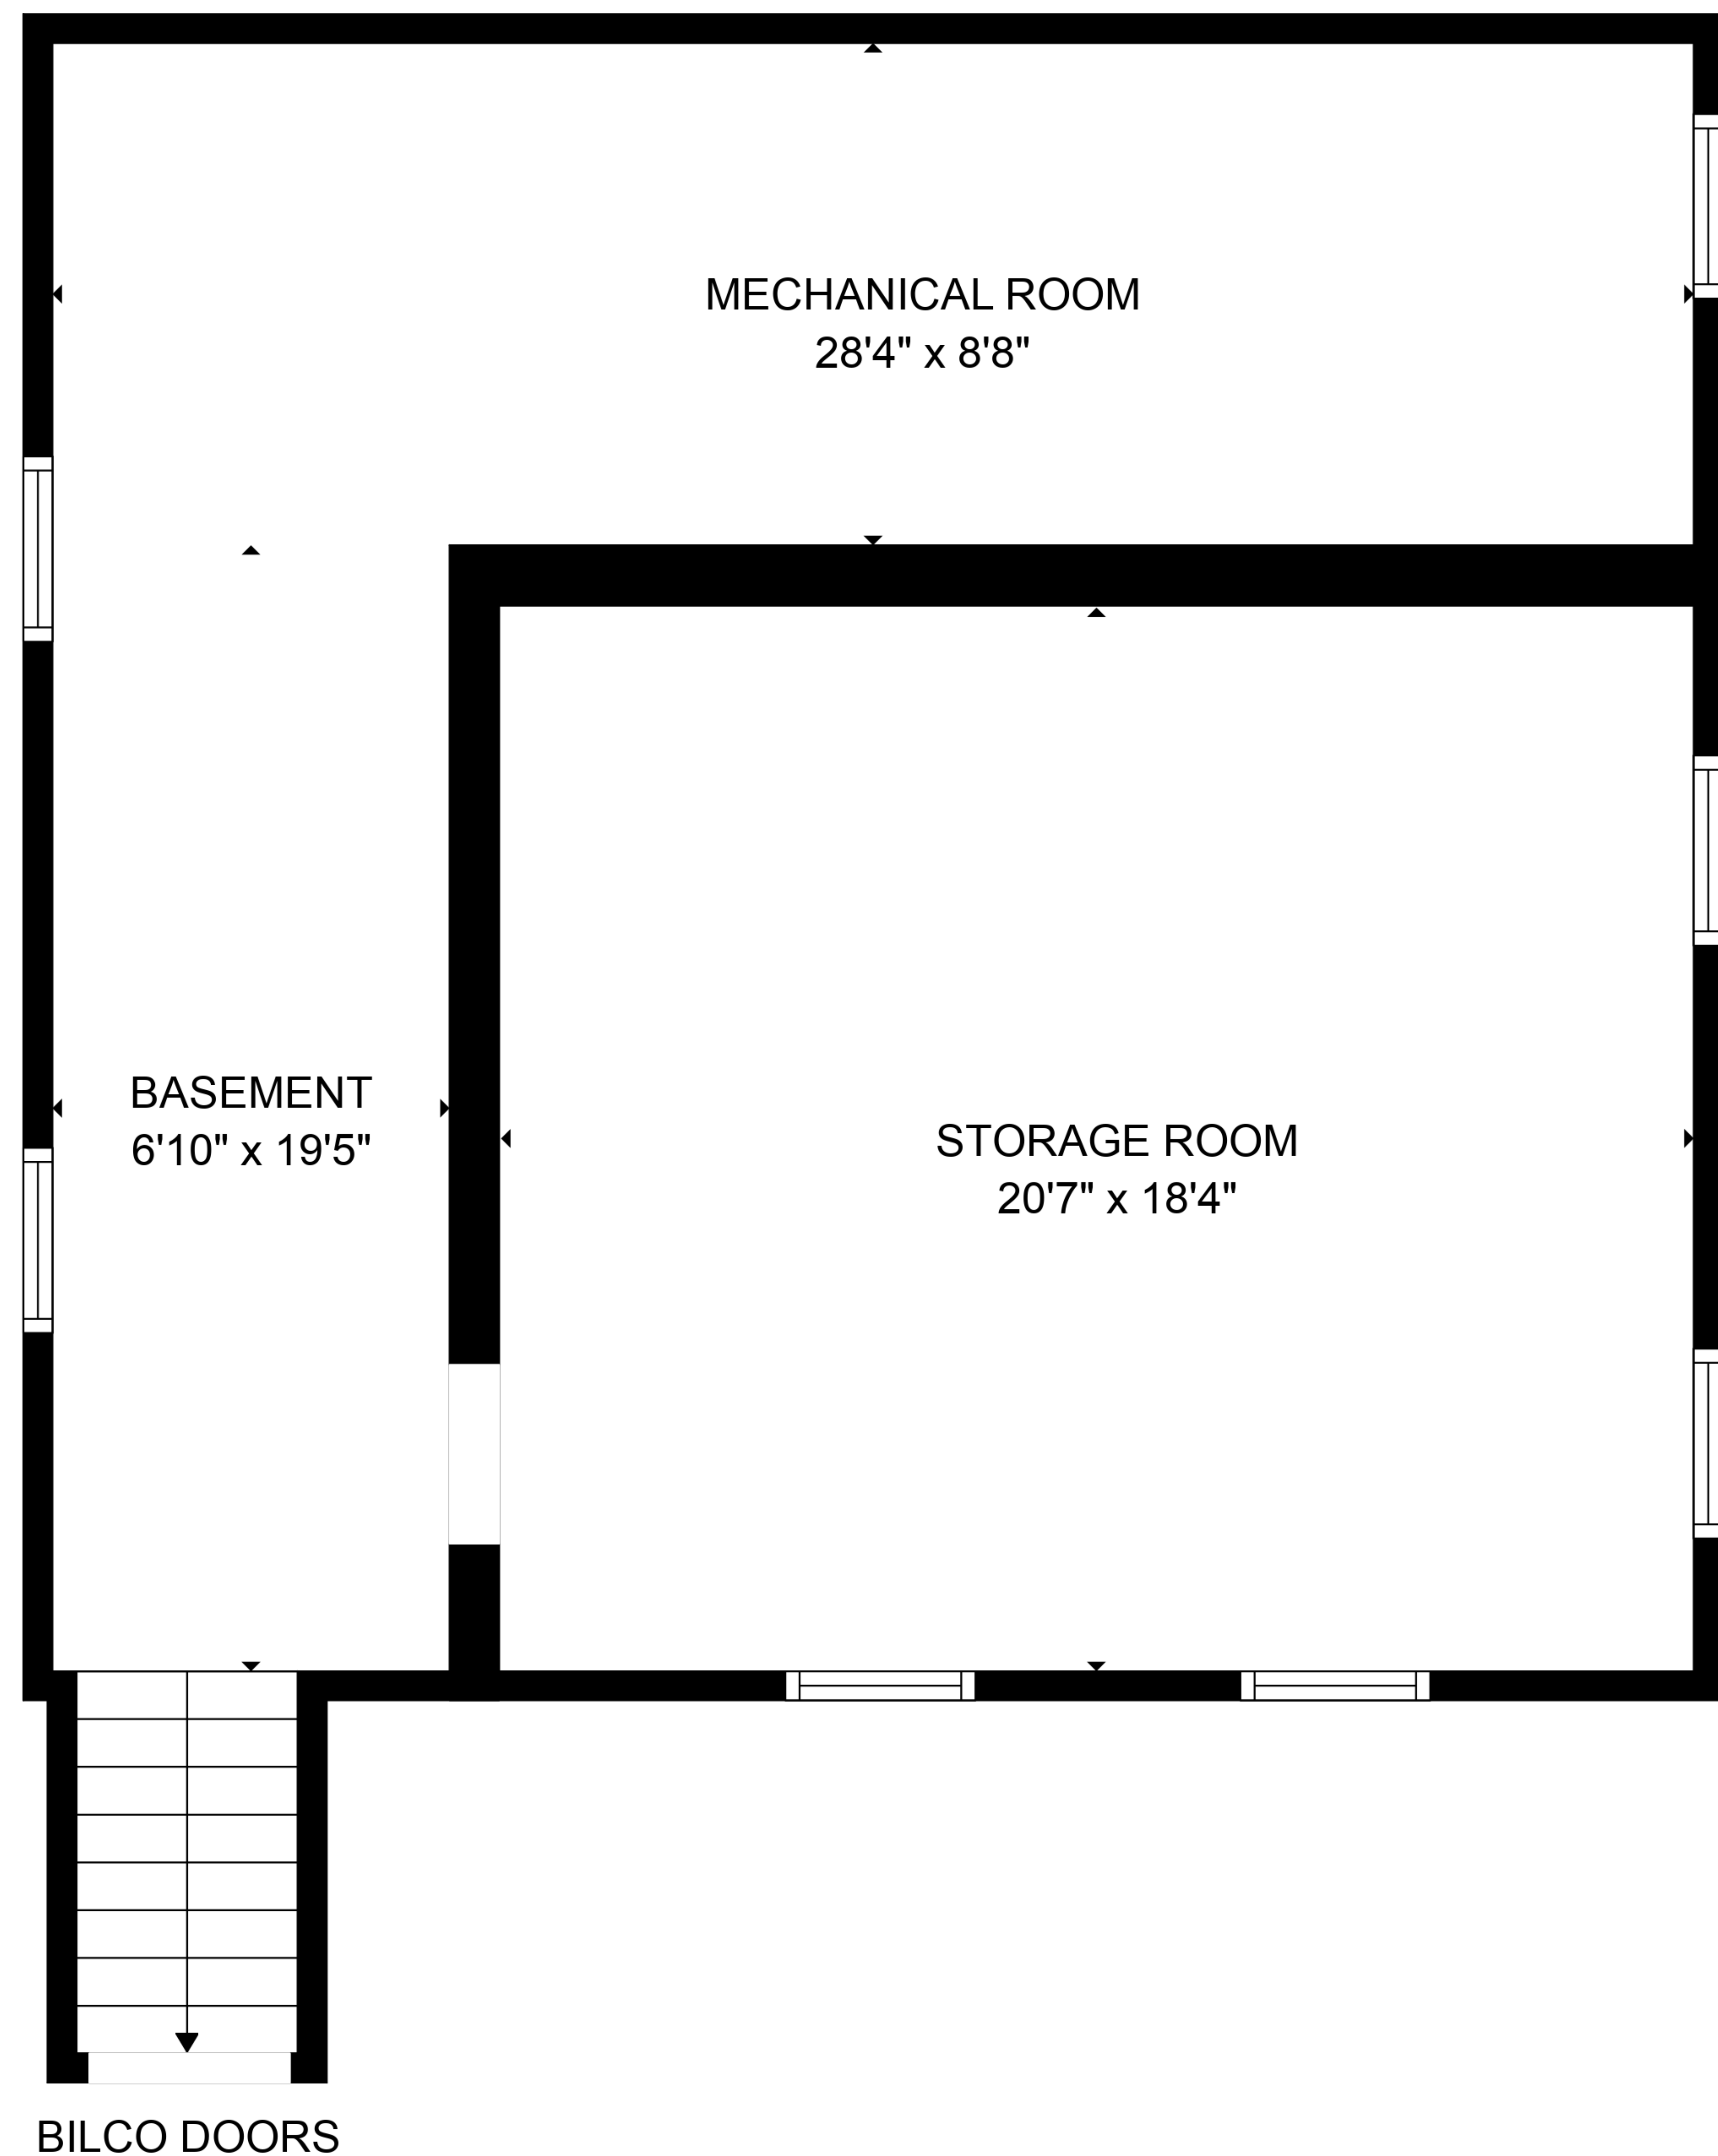 MECHANICAL ROOM
28'4" x 8'8"
BASEMENT
6'10" x 19'5"
STORAGE ROOM
20'7" x 18'4"
BILCO DOORS